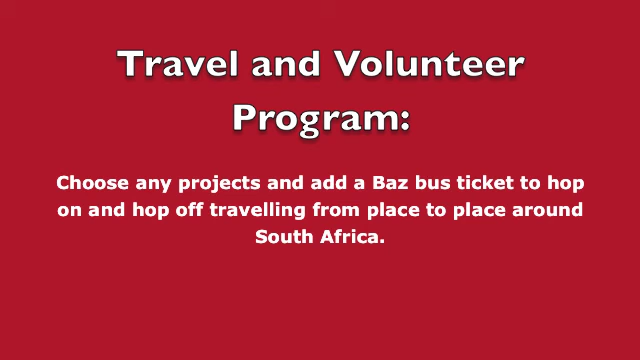 Travel and Volunteer
Program:
Choose any projects and add a Baz bus ticket to hop
on and hop off travelling from place to place around
South Africa.